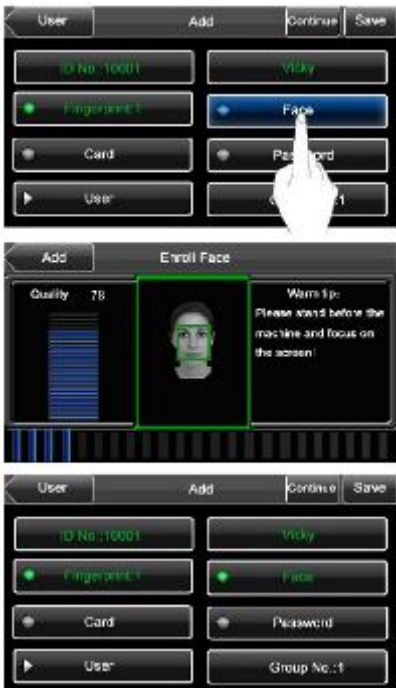 User Add Continue Save
ID No.:10001 Vicky
Fingerprint:1 Face
Card Password
User :1
Add Enroll Face
Quality 78 Warm tip:
Please stand before the
machine and focus on
the screen!
User Add Continue Save
ID No.:10001 Vicky
Fingerprint:1 Face
Card Password
User Group No.:1